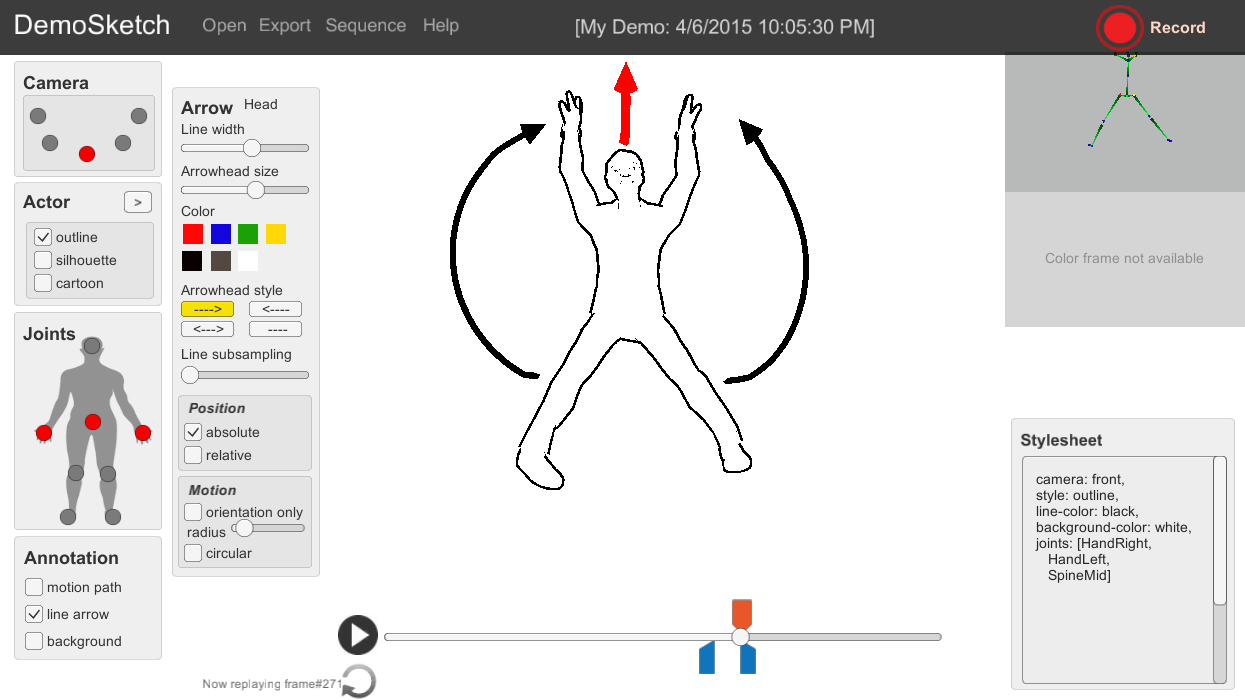 DemoSketch
Open Export Sequence Help
[My Demo: 4/6/2015 10:05:30 PM]
Record
Camera
Actor >
outline
silhouette
cartoon
Joints
Annotation
motion path
line arrow
background
Arrow Head
Line width
Arrowhead size
Color
Arrowhead style
----> <----
<---> ----
Line subsampling
Position
absolute
relative
Motion
orientation only
radius
circular
Now replaying frame#271
Color frame not available
Stylesheet
camera: front,
style: outline,
line-color: black,
background-color: white,
joints: [HandRight,
HandLeft,
SpineMid]